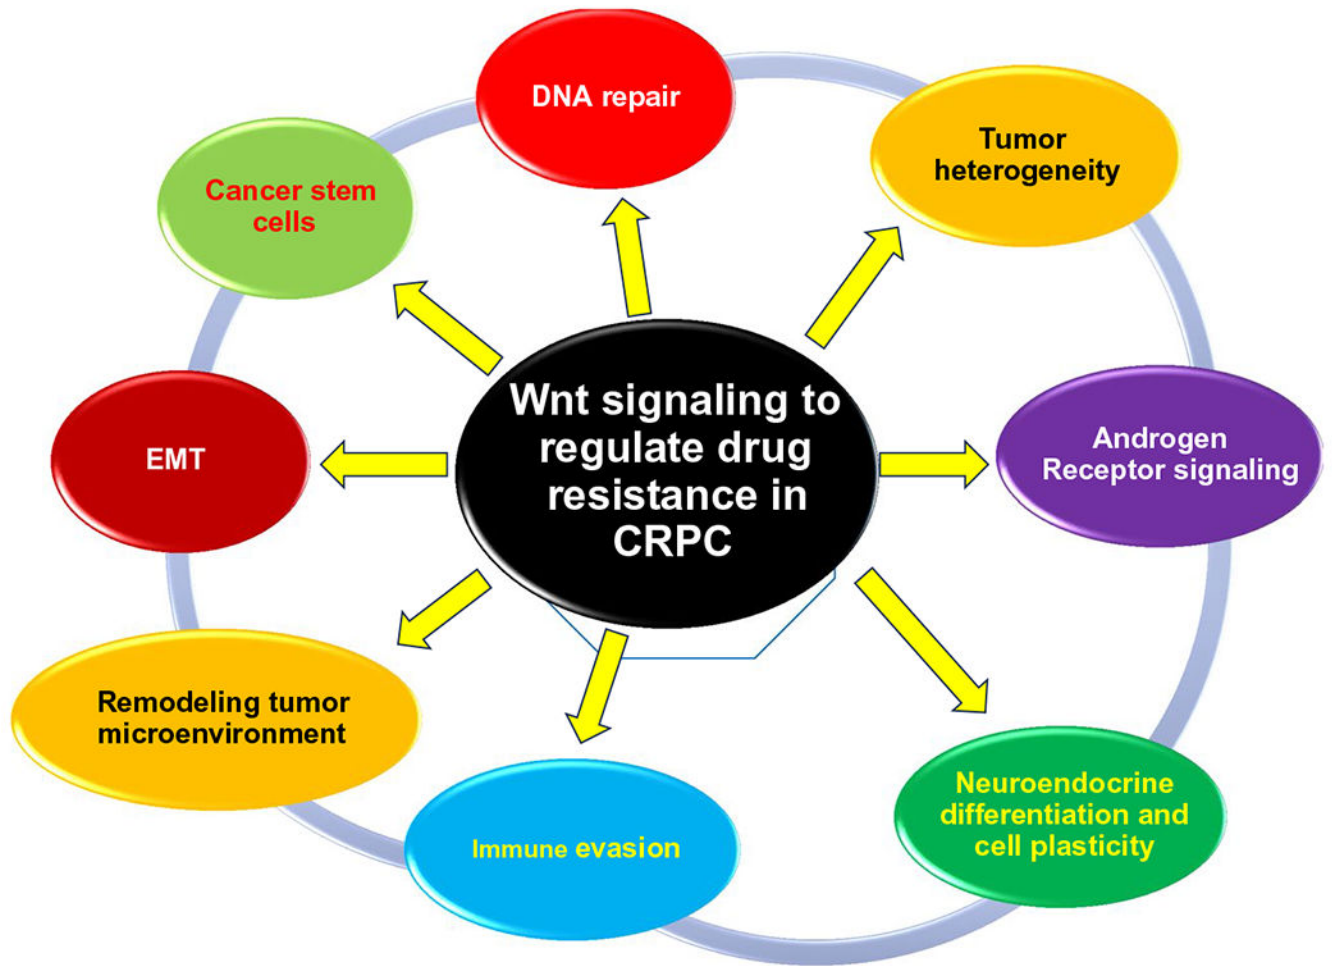 DNA repair
Tumor
heterogeneity
Cancer stem
cells
Wnt signaling to
regulate drug
resistance in
CRPC
Androgen
Receptor signaling
EMT
Remodeling tumor
microenvironment
Immune evasion
Neuroendocrine
differentiation and
cell plasticity